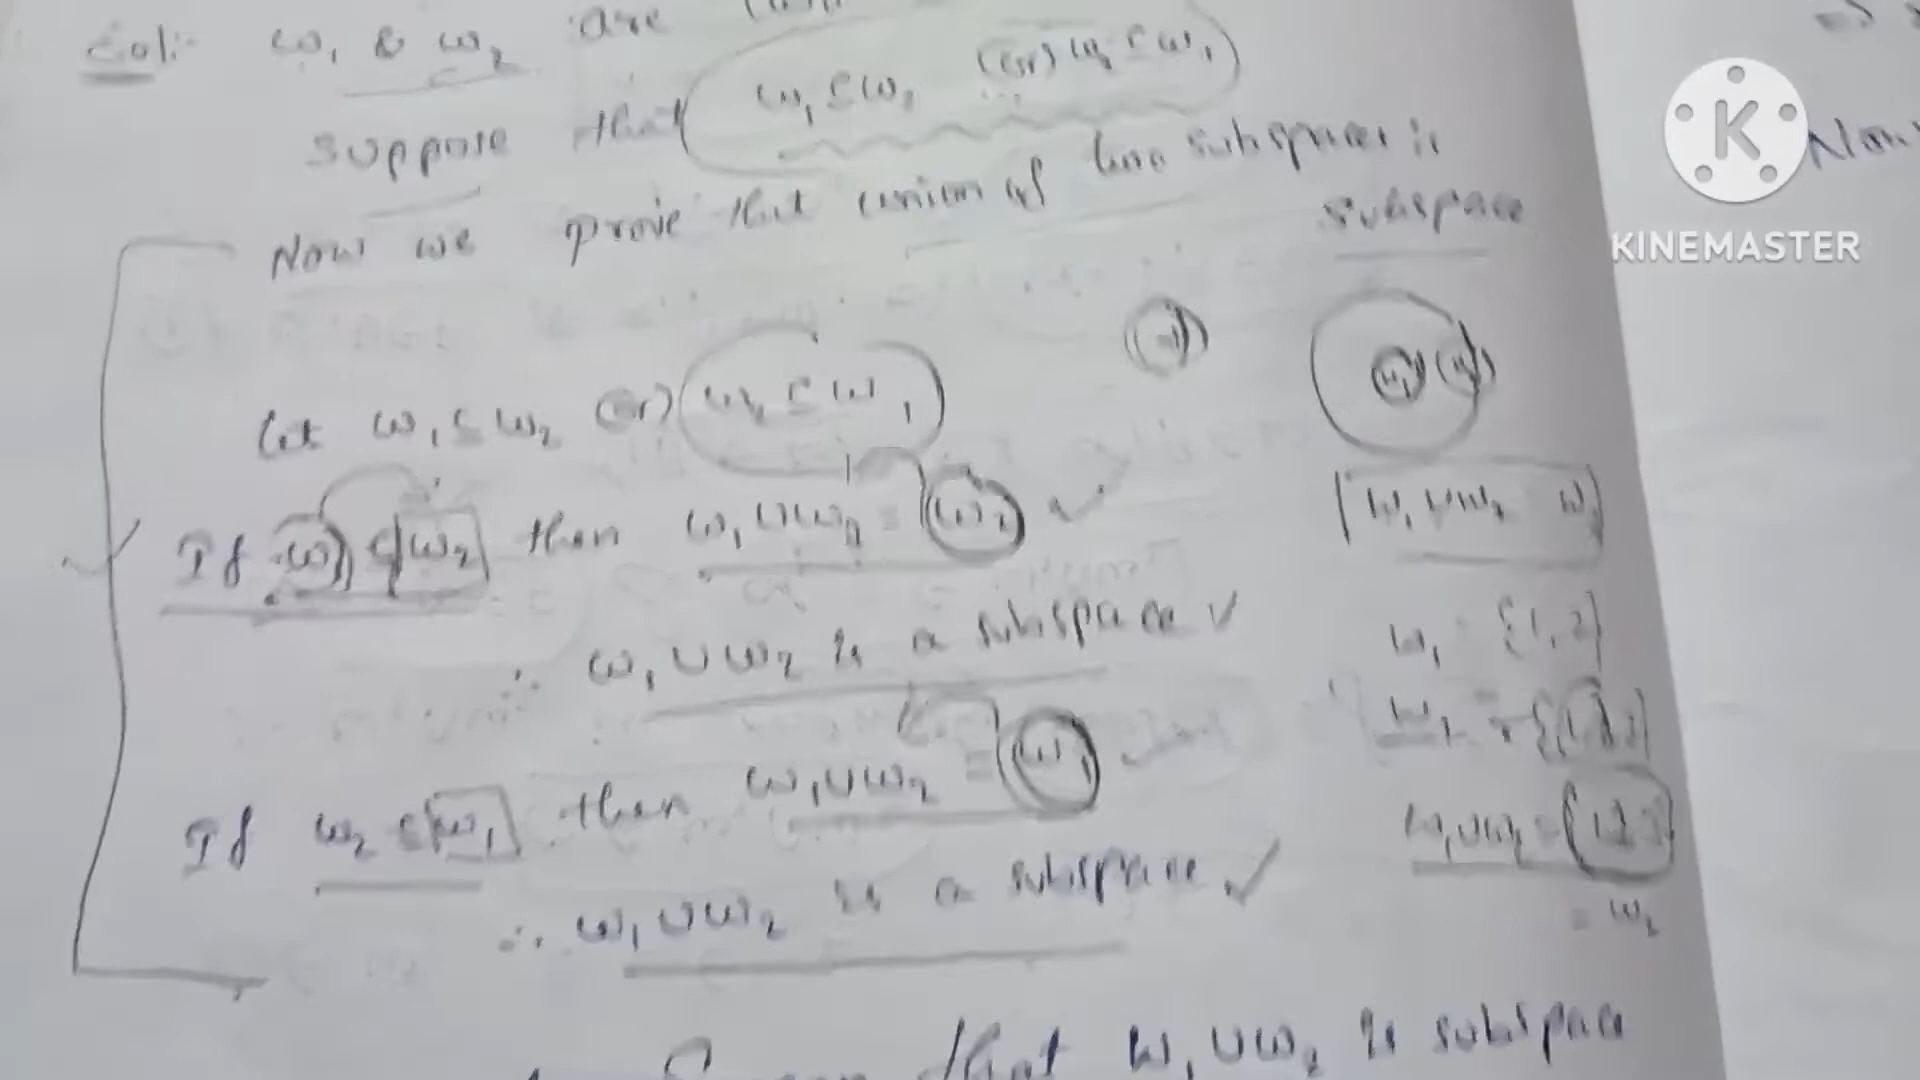 Sol:- W₁ & W₂ are
Suppose that W₁ ⊆ W₂ (or) W₂ ⊆ W₁
Now we prove that union of two subspaces is
subspace
Let W₁ ⊆ W₂ (or) W₂ ⊆ W₁
If W₁ ⊆ W₂ then W₁ ∪ W₂ = W₂
∴ W₁ ∪ W₂ is a subspace
If W₂ ⊆ W₁ then W₁ ∪ W₂ = W₁
∴ W₁ ∪ W₂ is a subspace
that W₁ ∪ W₂ is subspace
W₁ ∪ W₂
W₁ = {1, 2}
W₁ ∪ W₂ =
= W₂
K
KINEMASTER